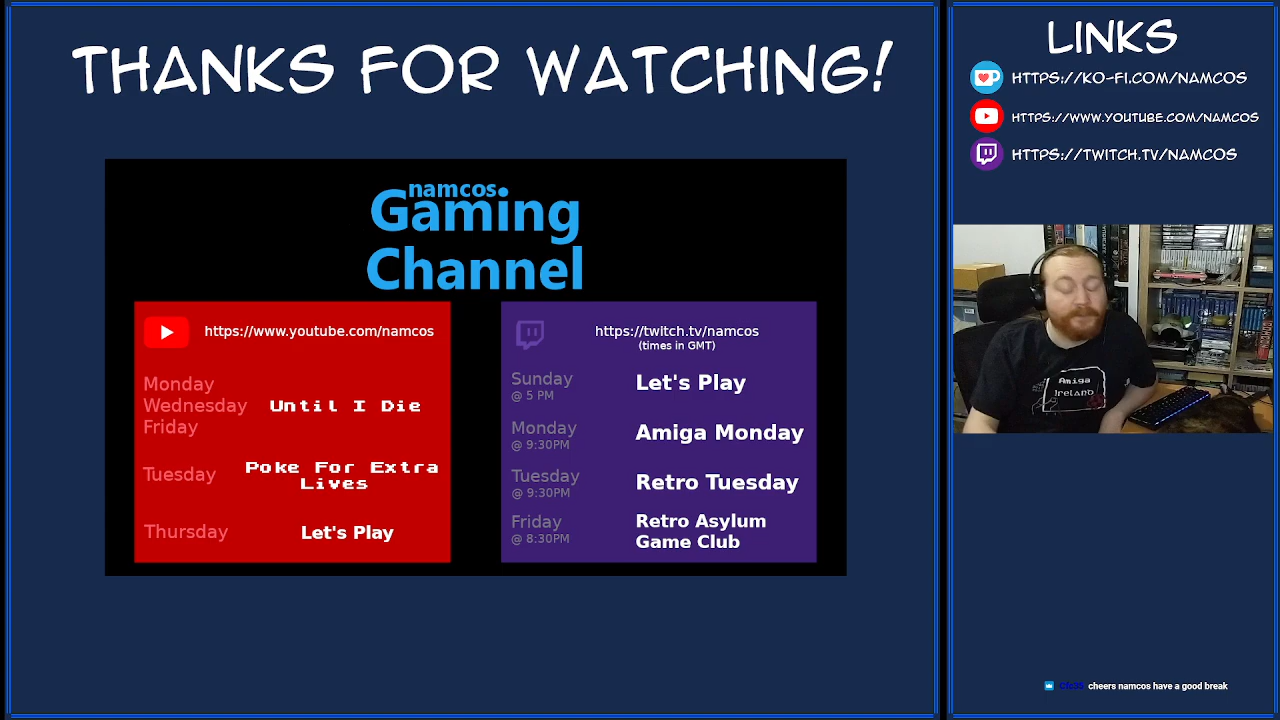 THANKS FOR WATCHING!
namcos
Gaming
Channel
https://www.youtube.com/namcos
Monday
Wednesday
Friday
Until I Die
Tuesday
Poke For Extra
Lives
Thursday
Let's Play
https://twitch.tv/namcos
(times in GMT)
Sunday
@ 5 PM
Let's Play
Monday
@ 9:30PM
Amiga Monday
Tuesday
@ 9:30PM
Retro Tuesday
Friday
@ 8:30PM
Retro Asylum
Game Club
LINKS
HTTPS://KO-FI.COM/NAMCOS
HTTPS://WWW.YOUTUBE.COM/NAMCOS
HTTPS://TWITCH.TV/NAMCOS
Amiga
Ireland
cheers namcos have a good break